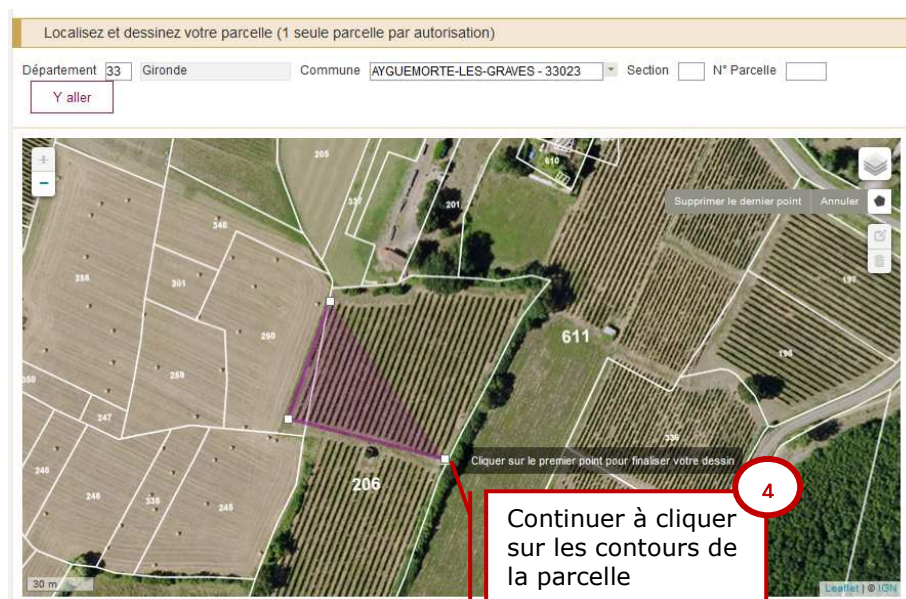 Localisez et dessinez votre parcelle (1 seule parcelle par autorisation)
Département 33 Gironde Commune AYGUEMORTE-LES-GRAVES - 33023 Section N° Parcelle
Y aller
205
610
337
201
Supprimer le dernier point Annuler
346
197
201
611
260
196
259
350
247
336
Cliquer sur le premier point pour finaliser votre dessin
206
246
338
245
4
Continuer à cliquer
sur les contours de
la parcelle
30 m
Leaflet | © IGN